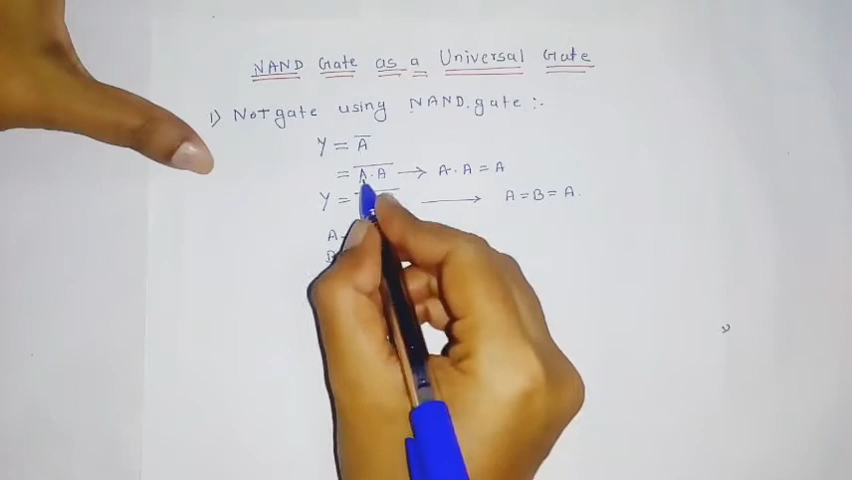 NAND Gate as a Universal Gate
1) Not gate using NAND. gate :-
Y = A̅
= A̅.̅A̅ → A . A = A
Y = → A = B = A.
A
B